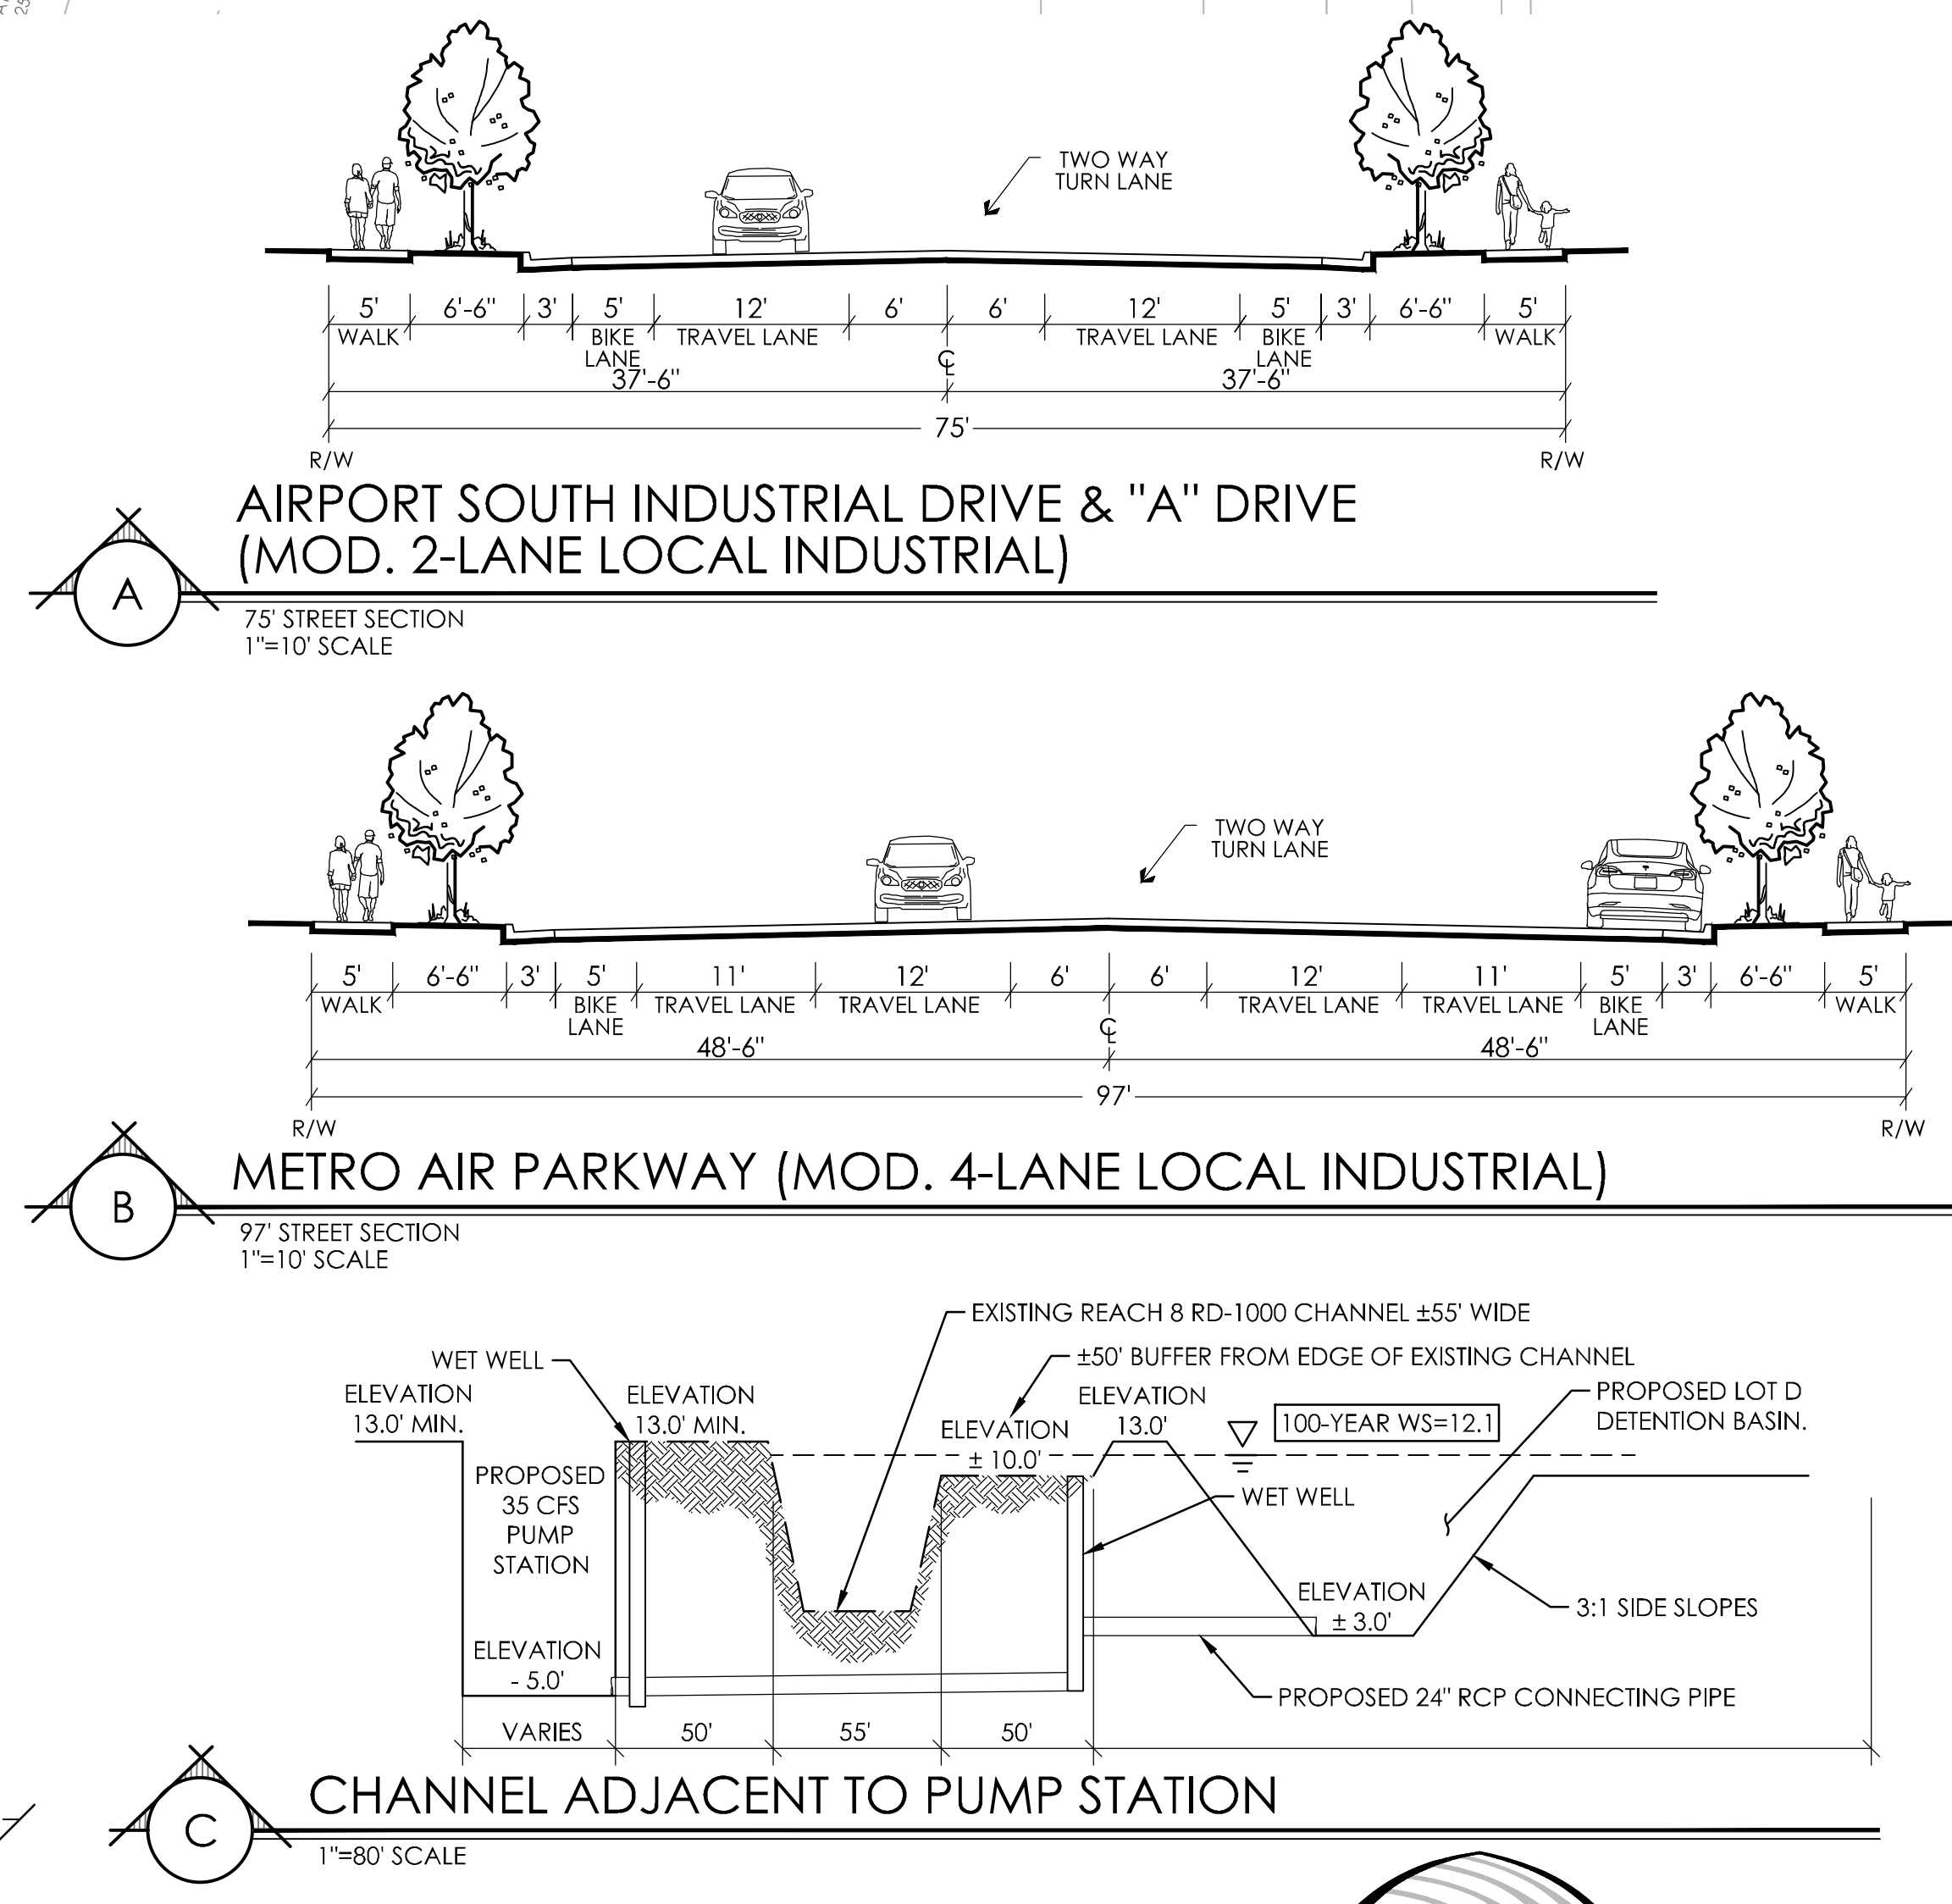 25
TWO WAY
TURN LANE
5' 6'-6" 3' 5' 12' 6' 6' 12' 5' 3' 6'-6" 5'
WALK BIKE LANE TRAVEL LANE TRAVEL LANE BIKE LANE WALK
℄
37'-6" 37'-6"
75'
R/W R/W
AIRPORT SOUTH INDUSTRIAL DRIVE & "A" DRIVE
(MOD. 2-LANE LOCAL INDUSTRIAL)
A
75' STREET SECTION
1"=10' SCALE
TWO WAY
TURN LANE
5' 6'-6" 3' 5' 11' 12' 6' 6' 12' 11' 5' 3' 6'-6" 5'
WALK BIKE LANE TRAVEL LANE TRAVEL LANE TRAVEL LANE TRAVEL LANE BIKE LANE WALK
℄
48'-6" 48'-6"
97'
R/W R/W
METRO AIR PARKWAY (MOD. 4-LANE LOCAL INDUSTRIAL)
B
97' STREET SECTION
1"=10' SCALE
EXISTING REACH 8 RD-1000 CHANNEL ±55' WIDE
WET WELL
±50' BUFFER FROM EDGE OF EXISTING CHANNEL
ELEVATION
13.0' MIN.
ELEVATION
13.0' MIN.
ELEVATION
± 10.0'
ELEVATION
13.0'
100-YEAR WS=12.1
PROPOSED LOT D
DETENTION BASIN.
PROPOSED
35 CFS
PUMP
STATION
WET WELL
ELEVATION
± 3.0'
3:1 SIDE SLOPES
ELEVATION
- 5.0'
PROPOSED 24" RCP CONNECTING PIPE
VARIES 50' 55' 50'
CHANNEL ADJACENT TO PUMP STATION
C
1"=80' SCALE